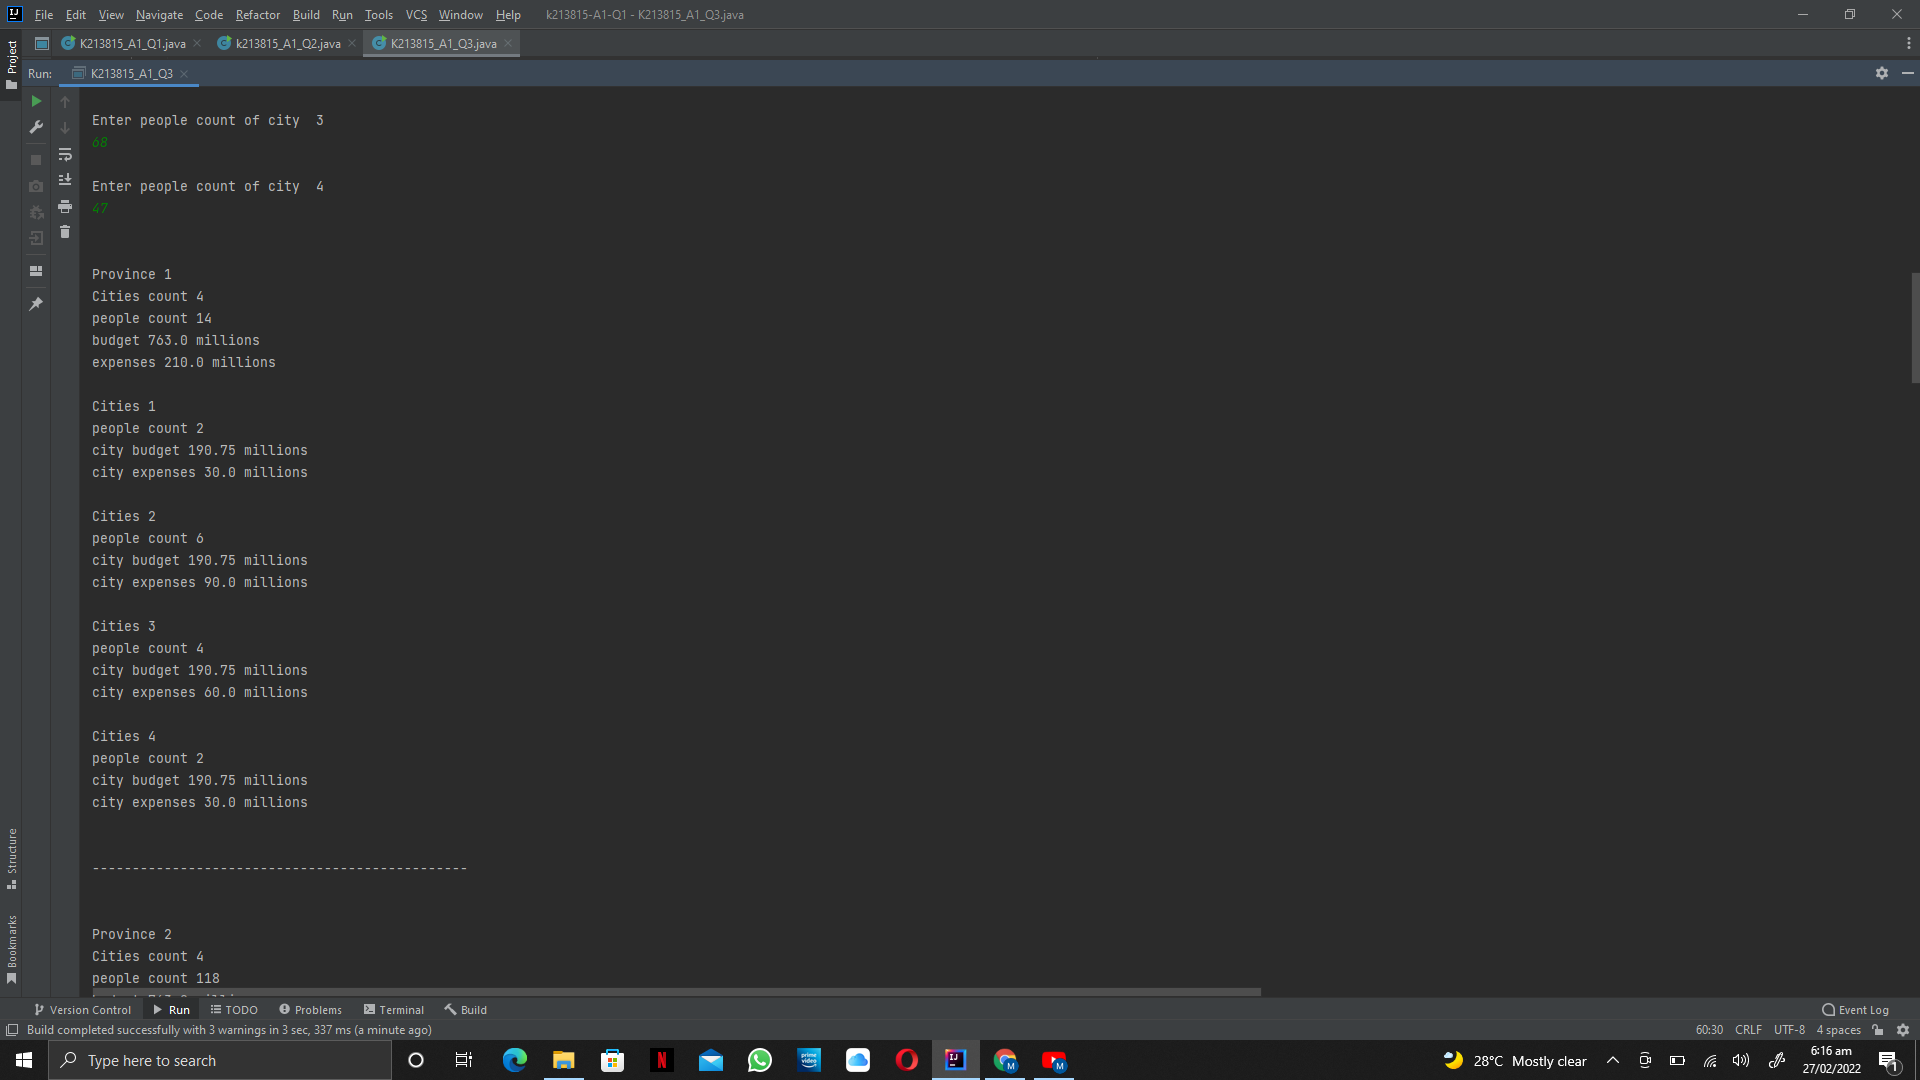 File Edit View Navigate Code Refactor Build Run Tools VCS Window Help k213815-A1-Q1 - K213815_A1_Q3.java
K213815_A1_Q1.java k213815_A1_Q2.java K213815_A1_Q3.java
Project
Run: K213815_A1_Q3
Enter people count of city  3
68
Enter people count of city  4
47
Province 1
Cities count 4
people count 14
budget 763.0 millions
expenses 210.0 millions
Cities 1
people count 2
city budget 190.75 millions
city expenses 30.0 millions
Cities 2
people count 6
city budget 190.75 millions
city expenses 90.0 millions
Cities 3
people count 4
city budget 190.75 millions
city expenses 60.0 millions
Cities 4
people count 2
city budget 190.75 millions
city expenses 30.0 millions
-----------------------------------------------
Province 2
Cities count 4
people count 118
Structure
Bookmarks
Version Control Run TODO Problems Terminal Build Event Log
Build completed successfully with 3 warnings in 3 sec, 337 ms (a minute ago) 60:30 CRLF UTF-8 4 spaces
Type here to search 28°C Mostly clear 6:16 am
27/02/2022